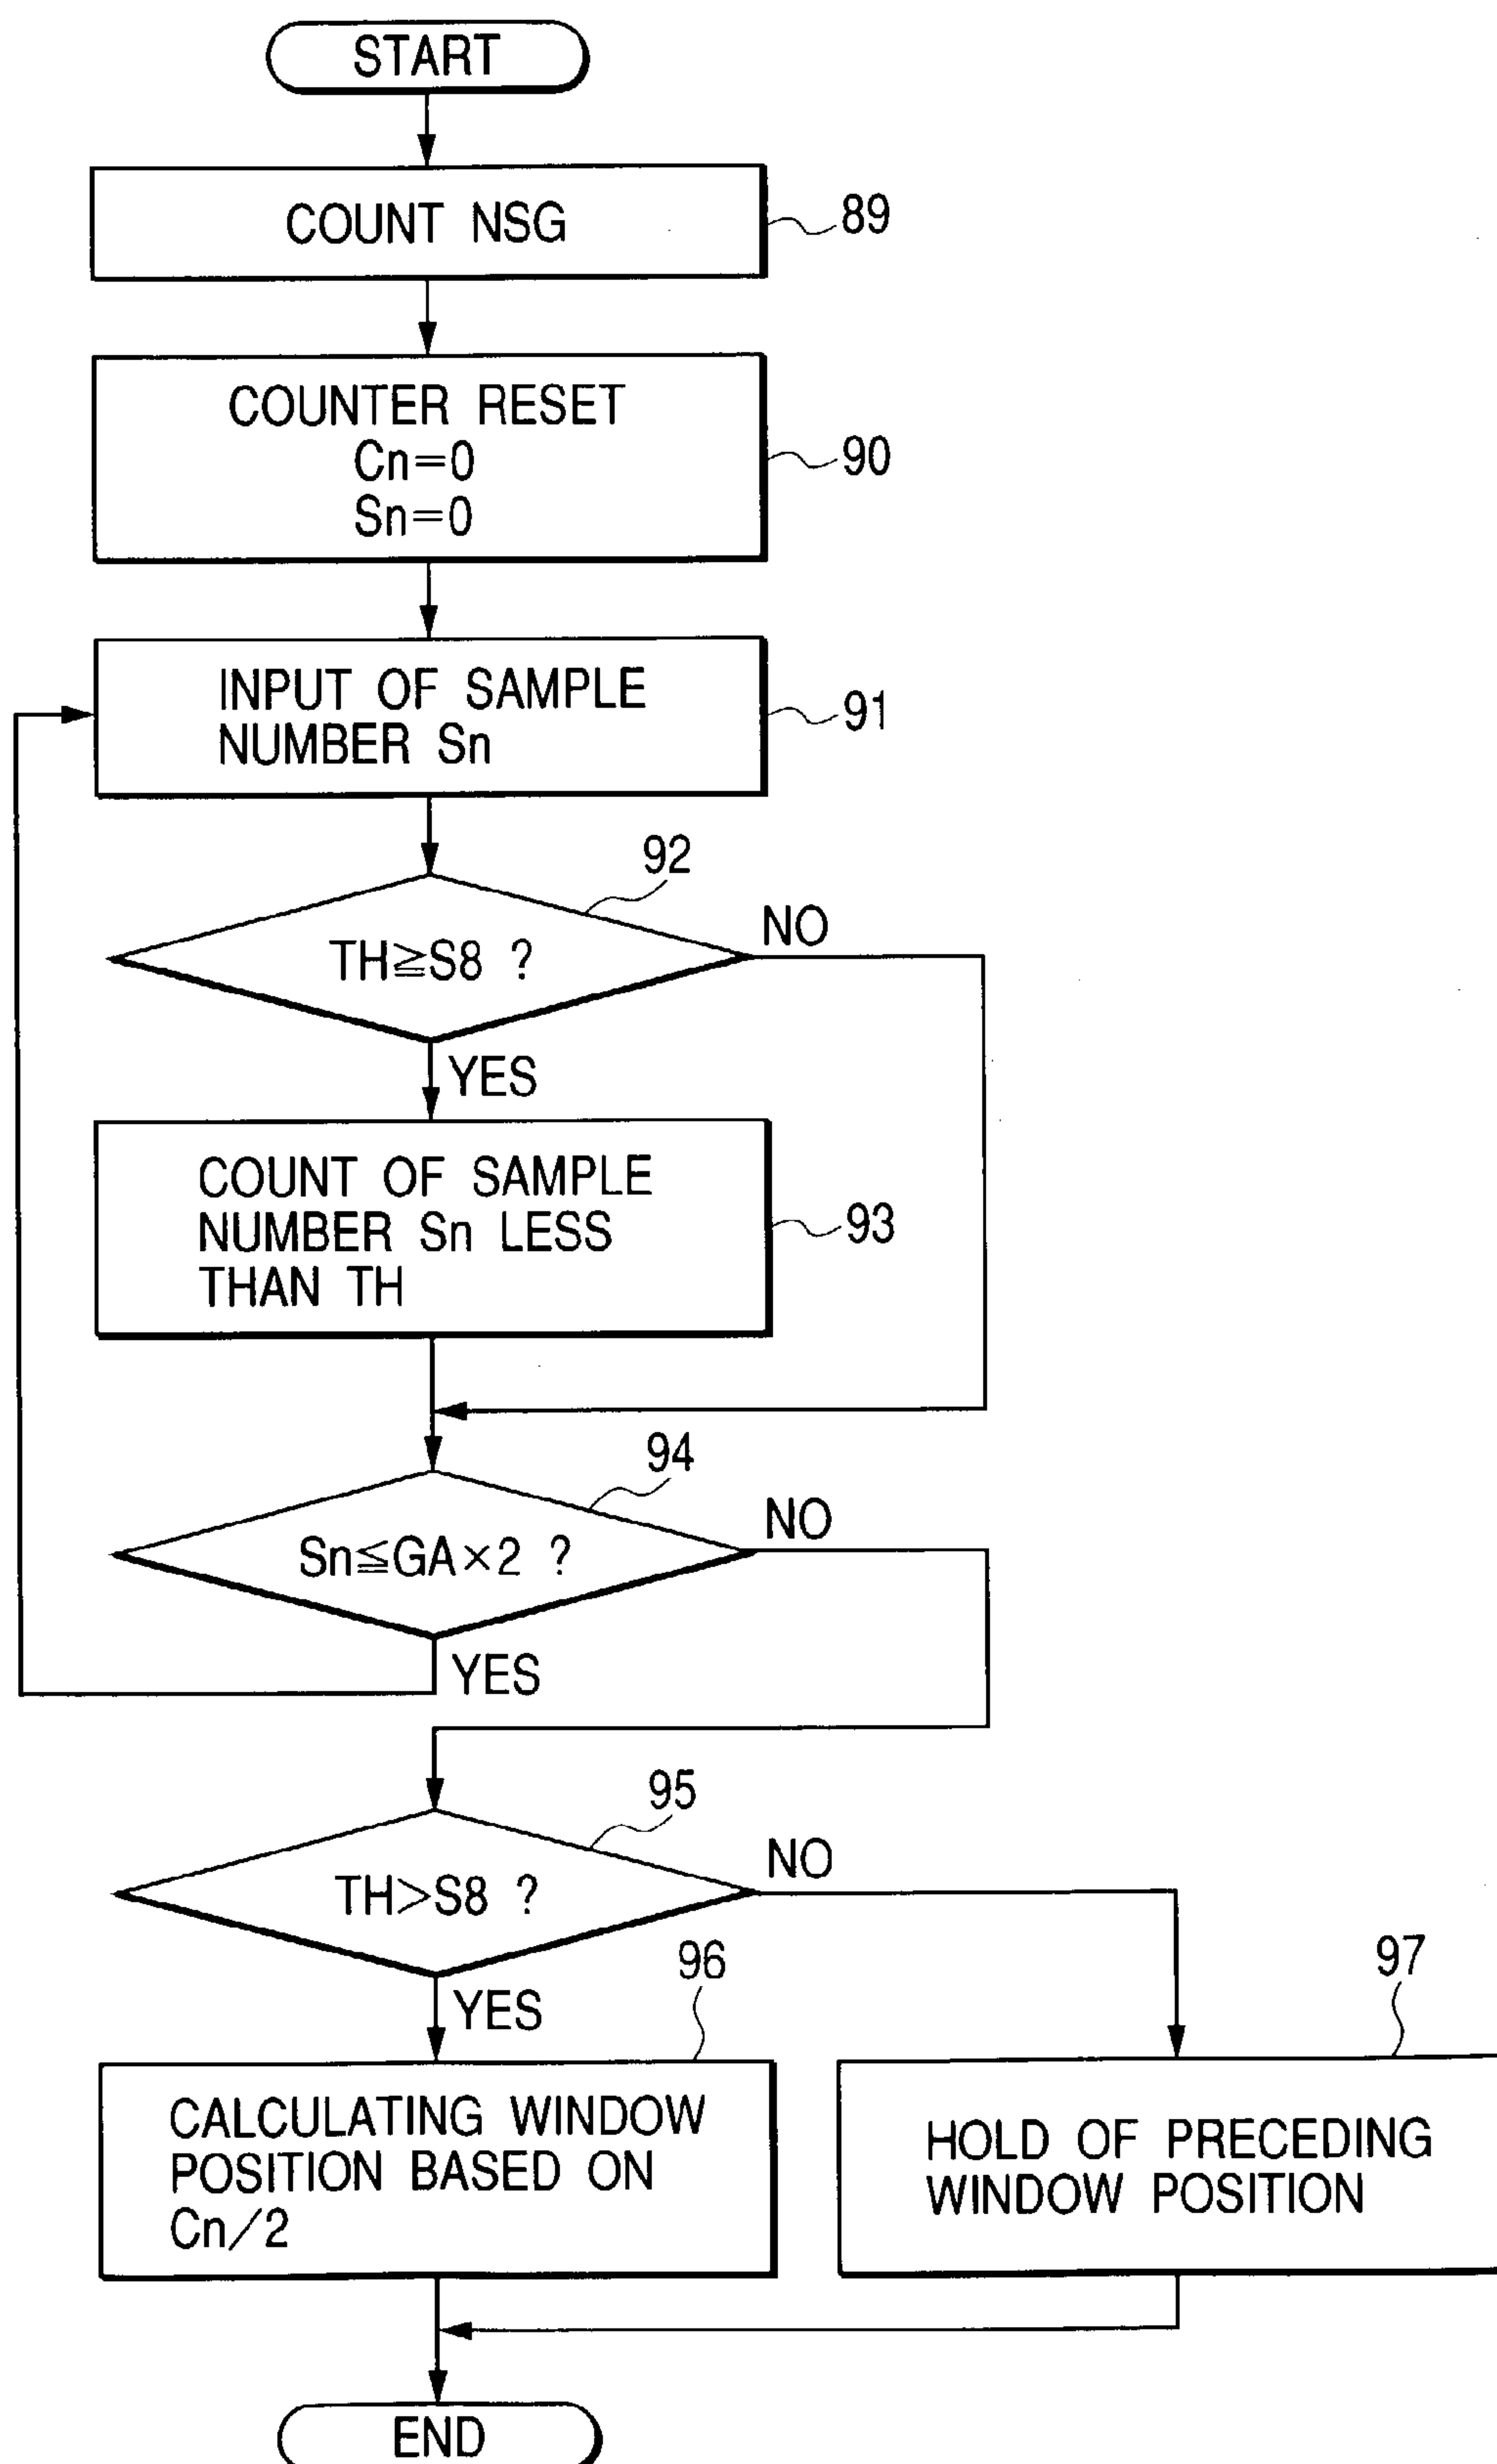 START
COUNT NSG
89
COUNTER RESET
Cn=0
Sn=0
90
INPUT OF SAMPLE
NUMBER Sn
91
92
TH≧S8 ?
NO
YES
COUNT OF SAMPLE
NUMBER Sn LESS
THAN TH
93
94
Sn≦GA×2 ?
NO
YES
95
TH>S8 ?
NO
YES
96
CALCULATING WINDOW
POSITION BASED ON
Cn/2
97
HOLD OF PRECEDING
WINDOW POSITION
END